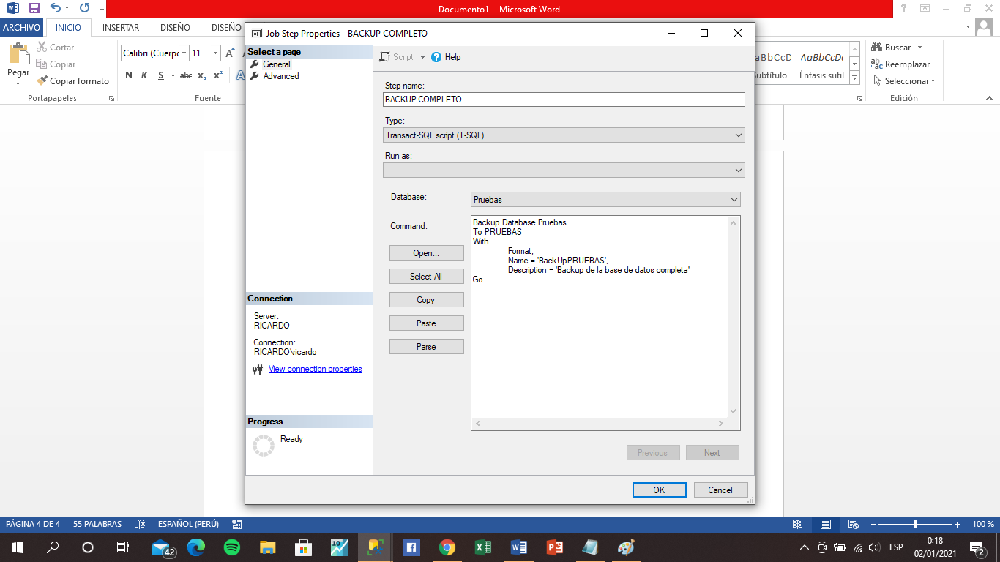 Documento1 - Microsoft Word
ARCHIVO
INICIO
INSERTAR
DISEÑO
DISEÑO
Pegar
Cortar
Copiar
Copiar formato
Portapapeles
Calibri (Cuerpo
11
A
N K S abc x₂ x²
Fuente
AaBbCcDc
Énfasis sutil
Buscar
Reemplazar
Seleccionar
Edición
Job Step Properties - BACKUP COMPLETO
Select a page
General
Advanced
Script
Help
Step name:
BACKUP COMPLETO
Type:
Transact-SQL script (T-SQL)
Run as:
Database:
Pruebas
Command:
Open...
Select All
Copy
Paste
Parse
Backup Database Pruebas
To PRUEBAS
With
Format,
Name = 'BackUpPRUEBAS',
Description = 'Backup de la base de datos completa'
Go
Connection
Server:
RICARDO
Connection:
RICARDO\ricardo
View connection properties
Progress
Ready
Previous
Next
OK
Cancel
PÁGINA 4 DE 4
55 PALABRAS
ESPAÑOL (PERÚ)
100 %
42
ESP
0:18
02/01/2021
2